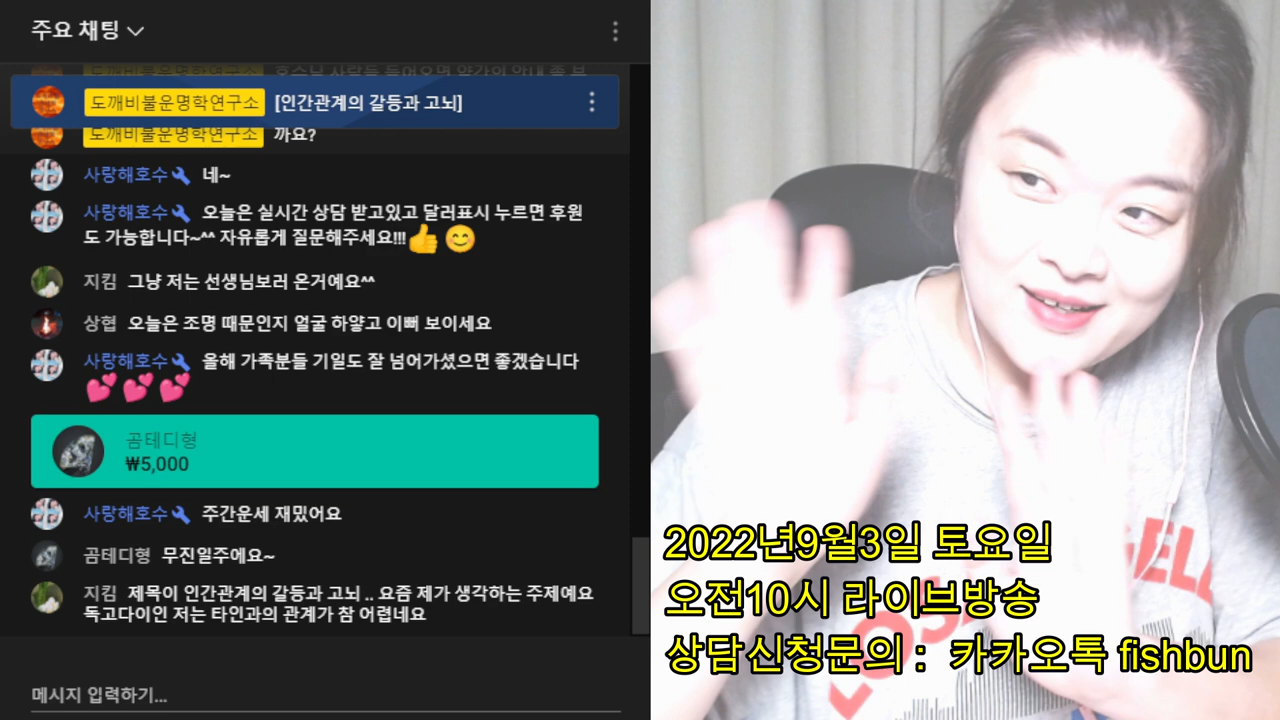 주요 채팅
도깨비불운명학연구소 [인간관계의 갈등과 고뇌]
도깨비불운명학연구소 까요?
사랑해호수 네~
사랑해호수 오늘은 실시간 상담 받고있고 달러표시 누르면 후원
도 가능합니다~^^ 자유롭게 질문해주세요!!!👍😊
지킴 그냥 저는 선생님보러 온거예요^^
상협 오늘은 조명 때문인지 얼굴 하얗고 이뻐 보이세요
사랑해호수 올해 가족분들 기일도 잘 넘어가셨으면 좋겠습니다
💕💕💕
곰테디형
₩5,000
사랑해호수 주간운세 재밌어요
곰테디형 무진일주에요~
지킴 제목이 인간관계의 갈등과 고뇌 .. 요즘 제가 생각하는 주제예요
독고다이인 저는 타인과의 관계가 참 어렵네요
메시지 입력하기...
2022년9월3일 토요일
오전10시 라이브방송
상담신청문의 : 카카오톡 fishbun